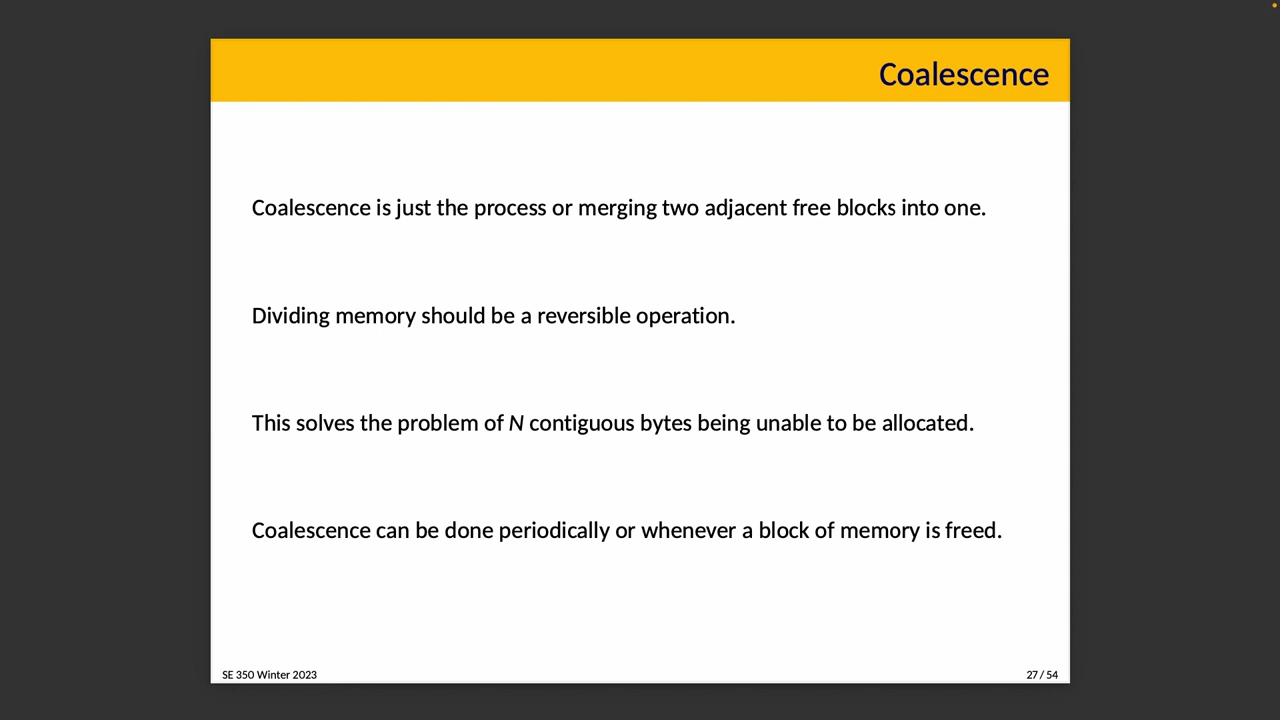 Coalescence
Coalescence is just the process or merging two adjacent free blocks into one.
Dividing memory should be a reversible operation.
This solves the problem of N contiguous bytes being unable to be allocated.
Coalescence can be done periodically or whenever a block of memory is freed.
SE 350 Winter 2023
27 / 54